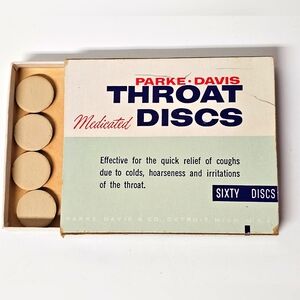 PARKE · DAVIS
THROAT
Medicated DISCS
Effective for the quick relief of coughs
due to colds, hoarseness and irritations
of the throat.
SIXTY DISCS
PARKE, DAVIS & CO., DETROIT, MICH., U.S.A.